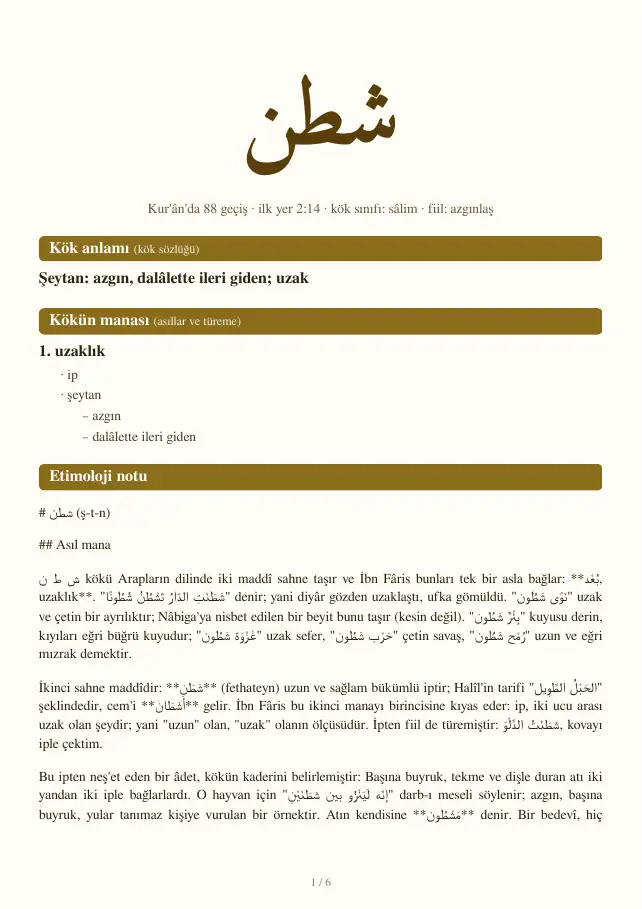 شطن
Kur'ân'da 88 geçiş · ilk yer 2:14 · kök sınıfı: sâlim · fiil: azgınlaş
Kök anlamı (kök sözlüğü)
Şeytan: azgın, dalâlette ileri giden; uzak
Kökün manası (asıllar ve türeme)
1. uzaklık
· ip
· şeytan
– azgın
– dalâlette ileri giden
Etimoloji notu
# شطن (ş-t-n)
## Asıl mana
ش ط ن kökü Arapların dilinde iki maddî sahne taşır ve İbn Fâris bunları tek bir asla bağlar: **بُعْد,
uzaklık**. "شَطَنَتِ الدّارُ تَشْطُنُ شُطُونًا" denir; yani diyâr gözden uzaklaştı, ufka gömüldü. "نَوًى شَطُون" uzak
ve çetin bir ayrılıktır; Nâbiga'ya nisbet edilen bir beyit bunu taşır (kesin değil). "بِئْرٌ شَطُون" kuyusu derin,
kıyıları eğri büğrü kuyudur; "غَزْوَة شَطُون" uzak sefer, "حَرْب شَطُون" çetin savaş, "رُمْح شَطُون" uzun ve eğri
mızrak demektir.
İkinci sahne maddîdir: **شَطَن** (fethateyn) uzun ve sağlam bükümlü iptir; Halîl'in tarifi "الحَبْلُ الطَّوِيل"
şeklindedir, cem'i **أَشْطَان** gelir. İbn Fâris bu ikinci manayı birincisine kıyas eder: ip, iki ucu arası
uzak olan şeydir; yani "uzun" olan, "uzak" olanın ölçüsüdür. İpten fiil de türemiştir: شَطَنْتُ الدَّلْوَ, kovayı
iple çektim.
Bu ipten neş'et eden bir âdet, kökün kaderini belirlemiştir: Başına buyruk, tekme ve dişle duran atı iki
yandan iki iple bağlarlardı. O hayvan için "إنّه لَيَنْزُو بين شَطَنَيْنِ" darb-ı meseli söylenir; azgın, başına
buyruk, yular tanımaz kişiye vurulan bir örnektir. Atın kendisine **مَشْطُون** denir. Bir bedevî, hiç
1 / 6